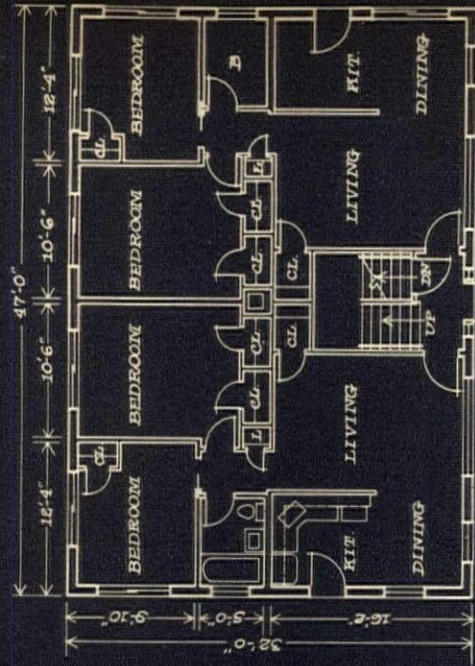 47'-0"
12'-4"
10'-6"
10'-6"
12'-4"
BEDROOM
B
KIT.
DINING
CL
LIVING
BEDROOM
L
CL
CL
CL
DN
UP
BEDROOM
CL
CL
CL
L
LIVING
BEDROOM
CL
KIT.
DINING
9'-10"
5'-0"
16'-2"
32'-0"